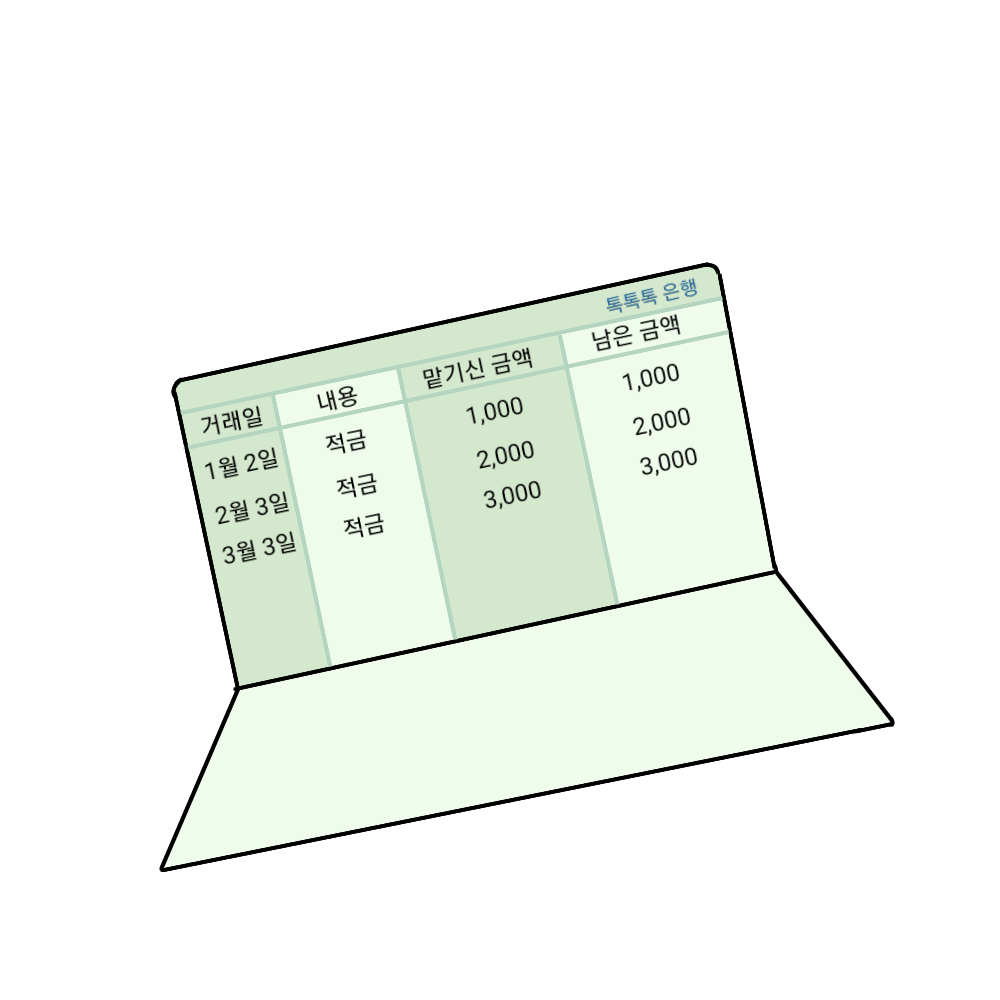 톡톡톡 은행
거래일 내용 맡기신 금액 남은 금액
1월 2일 적금 1,000 1,000
2월 3일 적금 2,000 2,000
3월 3일 적금 3,000 3,000